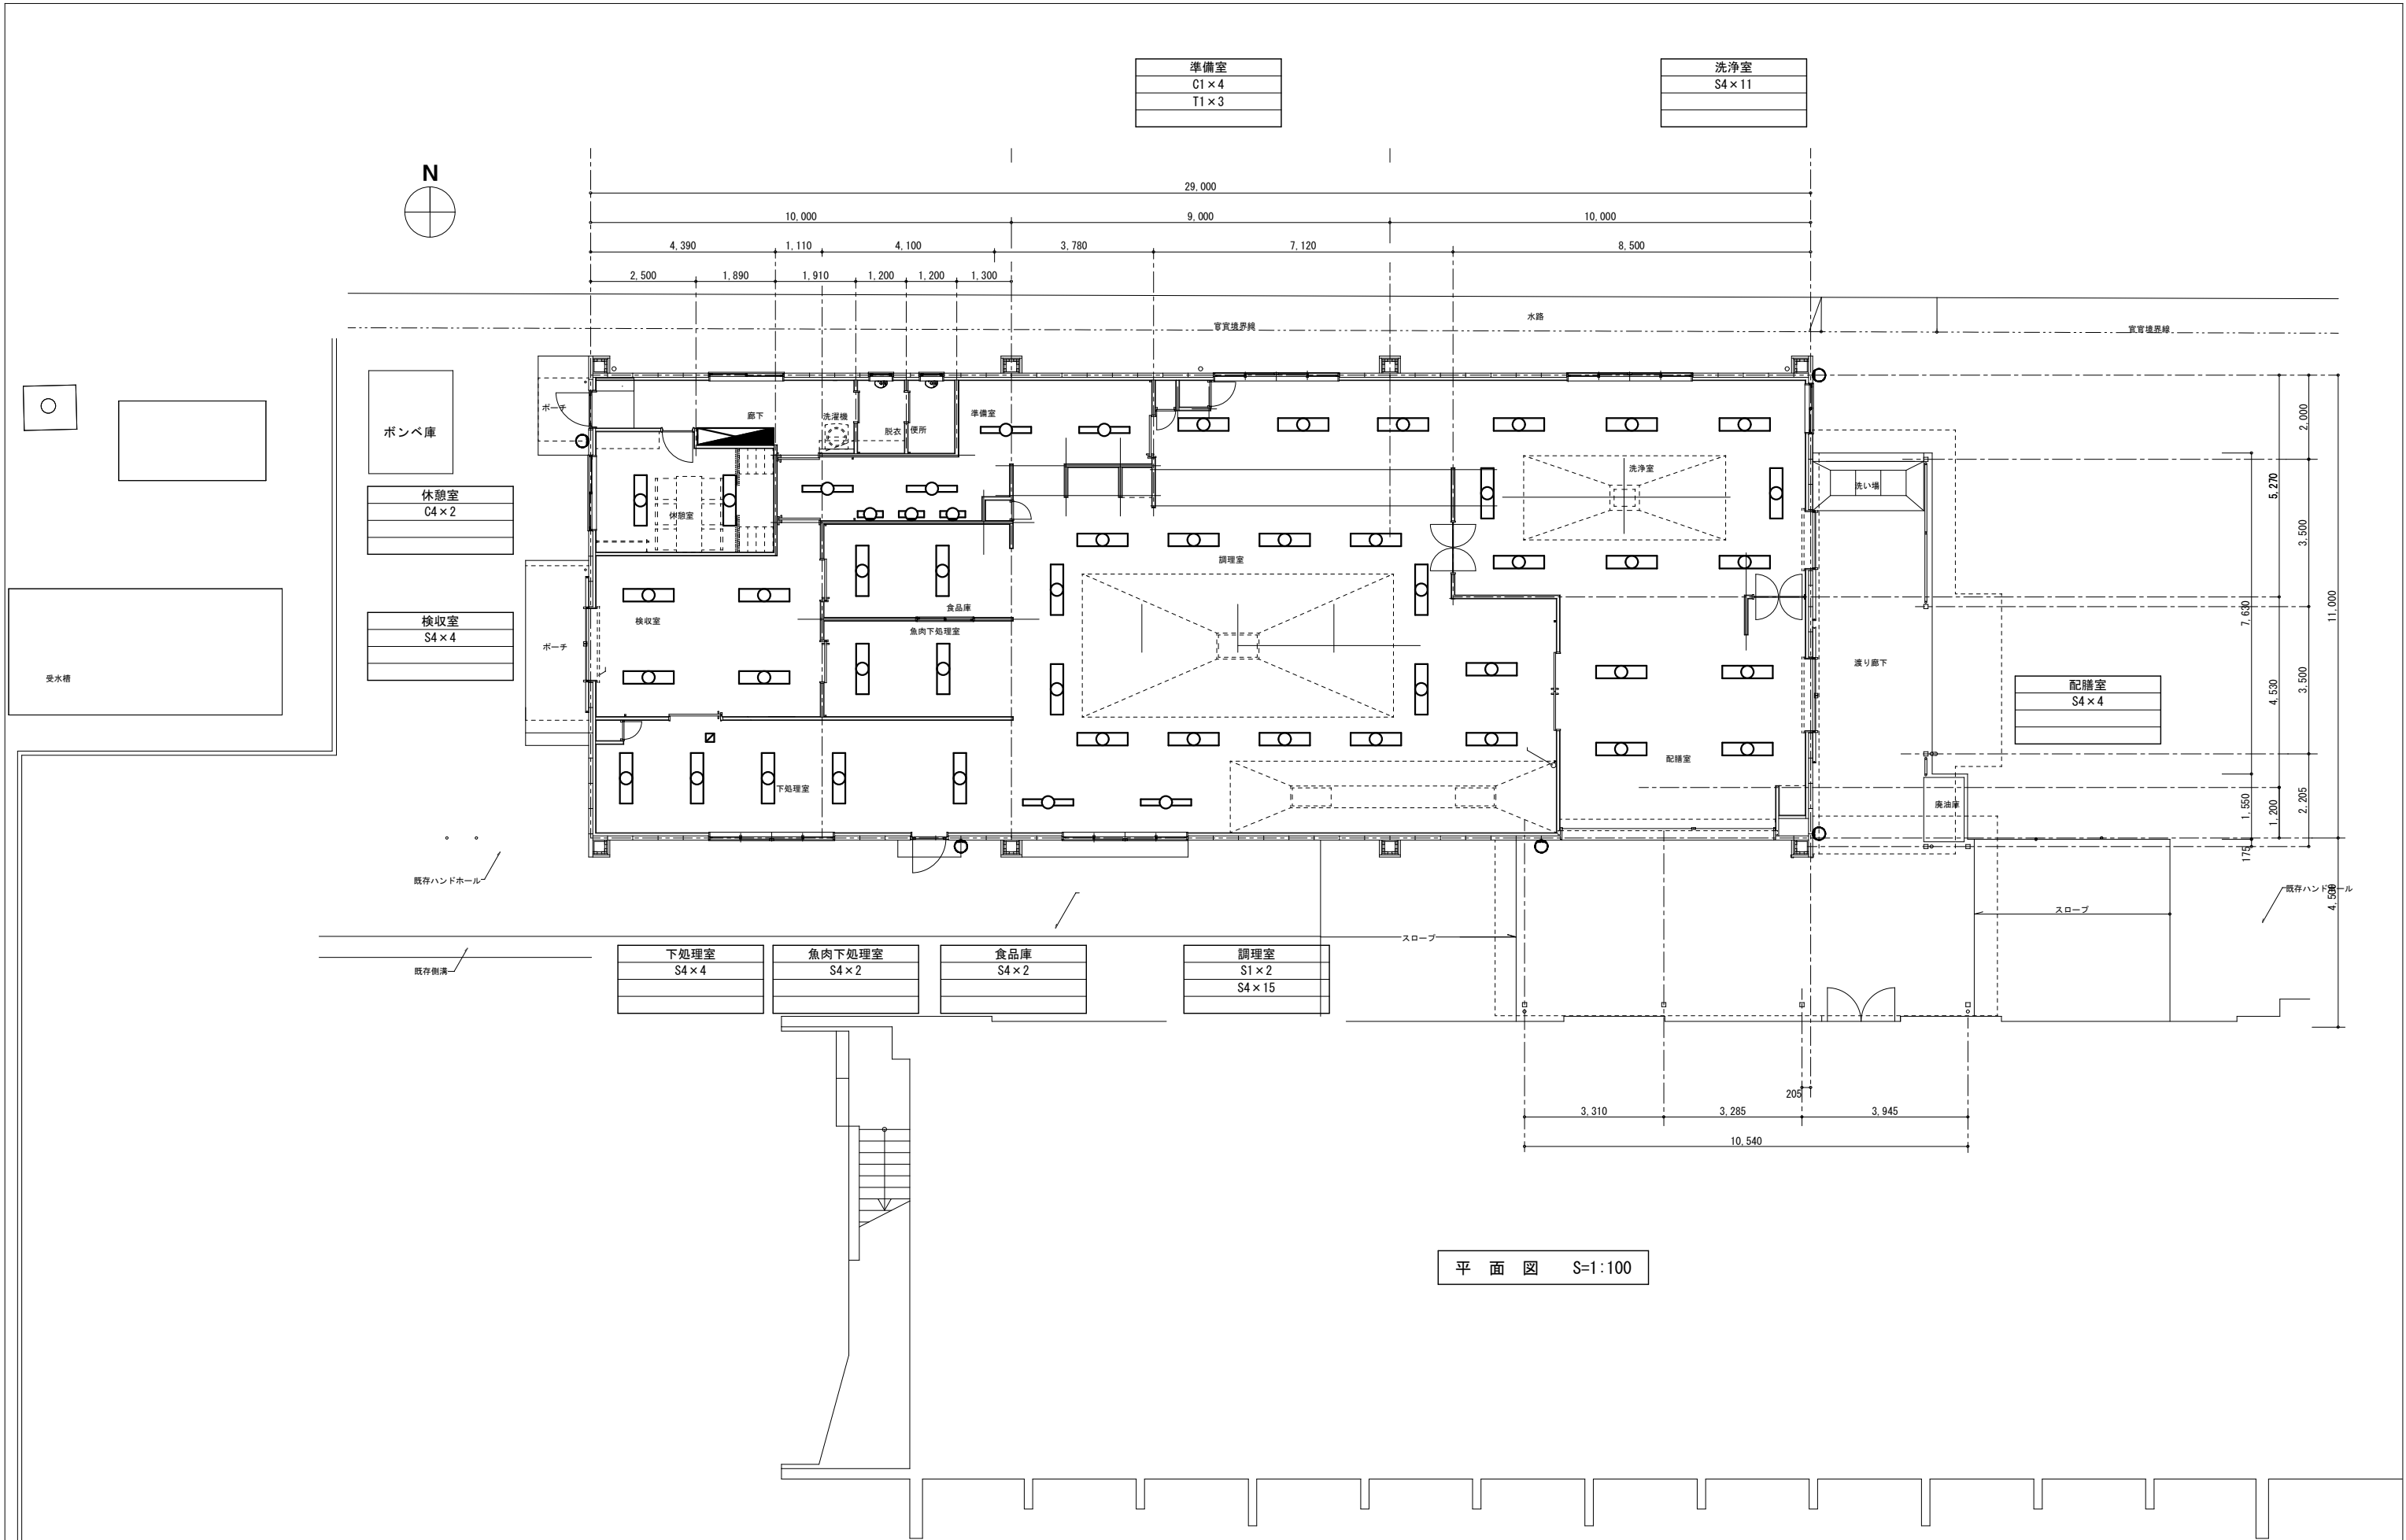 準備室
C1×4
T1×3
洗浄室
S4×11
N
29,000
10,000
9,000
10,000
4,390
1,110
4,100
3,780
7,120
8,500
2,500
1,890
1,910
1,200
1,200
1,300
水路
官官境界線
官官境界線
ポーチ
廊下
洗濯機
脱衣
便所
準備室
ボンベ庫
休憩室
C4×2
休憩室
洗浄室
洗い場
調理室
食品庫
魚肉下処理室
検収室
S4×4
検収室
ポーチ
受水槽
渡り廊下
配膳室
S4×4
配膳室
下処理室
廃油庫
2,000
5,270
3,500
11,000
7,630
4,530
3,500
1,550
1,200
2,205
175
4,500
既存ハンドホール
既存ハンドホール
スロープ
スロープ
既存側溝
下処理室
S4×4
魚肉下処理室
S4×2
食品庫
S4×2
調理室
S1×2
S4×15
205
3,310
3,285
3,945
10,540
平 面 図 S=1:100